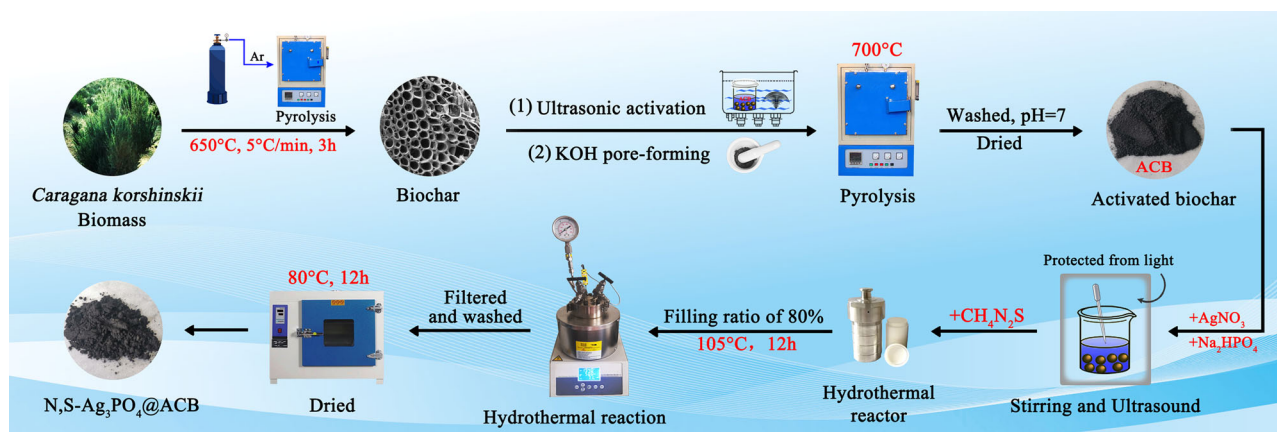 Ar
Pyrolysis
650°C, 5°C/min, 3h
Caragana korshinskii
Biomass
Biochar
(1) Ultrasonic activation
(2) KOH pore-forming
700°C
Pyrolysis
Washed, pH=7
Dried
ACB
Activated biochar
Protected from light
+AgNO₃
+Na₂HPO₄
Stirring and Ultrasound
+CH₄N₂S
Hydrothermal
reactor
Filling ratio of 80%
105°C, 12h
Hydrothermal reaction
Filtered
and washed
80°C, 12h
Dried
N,S-Ag₃PO₄@ACB